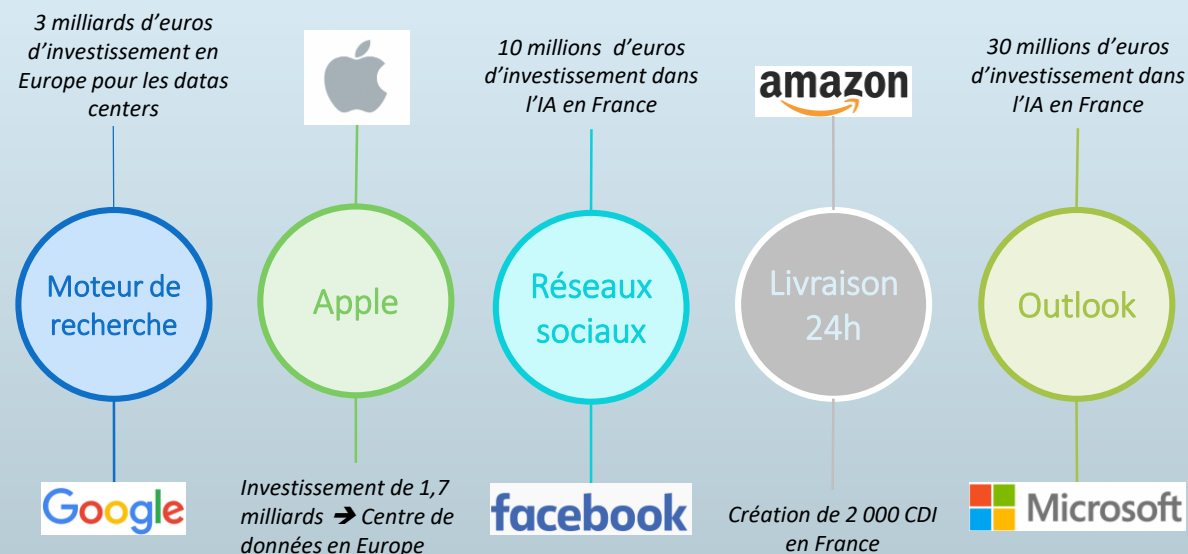 3 milliards d’euros
d’investissement en
Europe pour les datas
centers
10 millions d’euros
d’investissement dans
l’IA en France
amazon
30 millions d’euros
d’investissement dans
l’IA en France
Moteur de
recherche
Apple
Réseaux
sociaux
Livraison
24h
Outlook
Google
Investissement de 1,7
milliards ➔ Centre de
données en Europe
facebook
Création de 2 000 CDI
en France
Microsoft